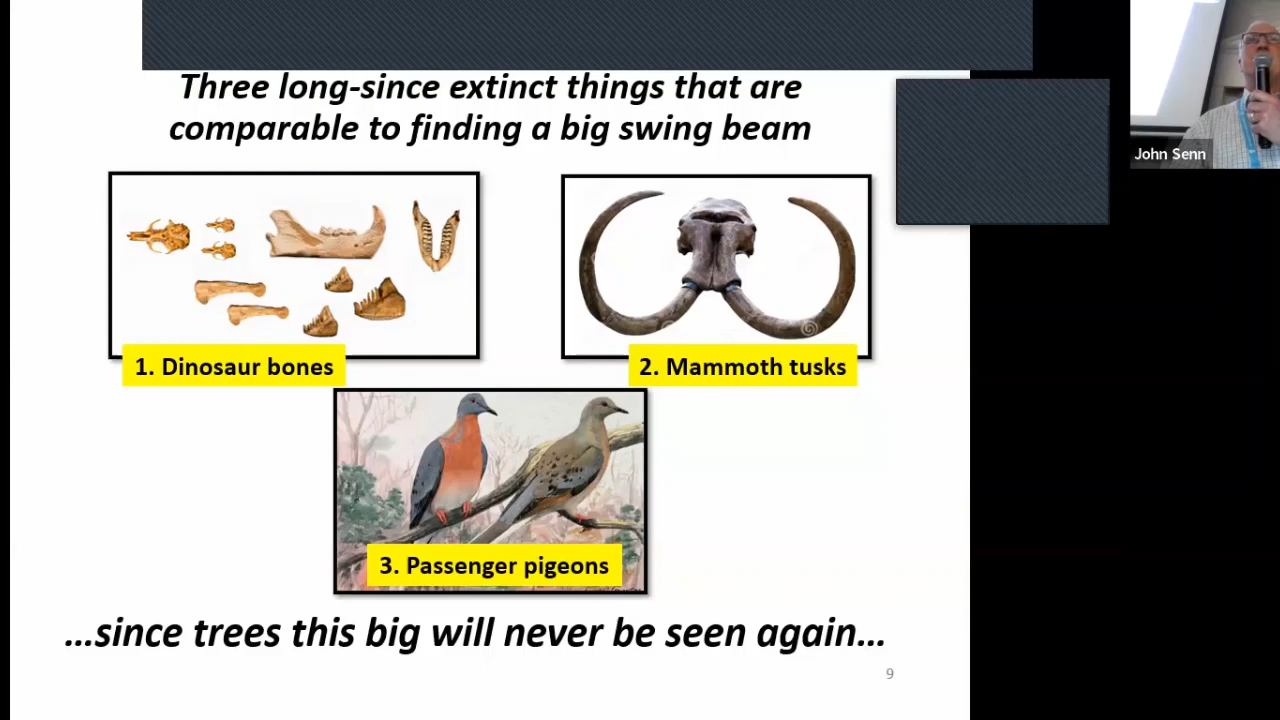 Three long-since extinct things that are
comparable to finding a big swing beam
John Senn
1. Dinosaur bones
2. Mammoth tusks
3. Passenger pigeons
...since trees this big will never be seen again...
9